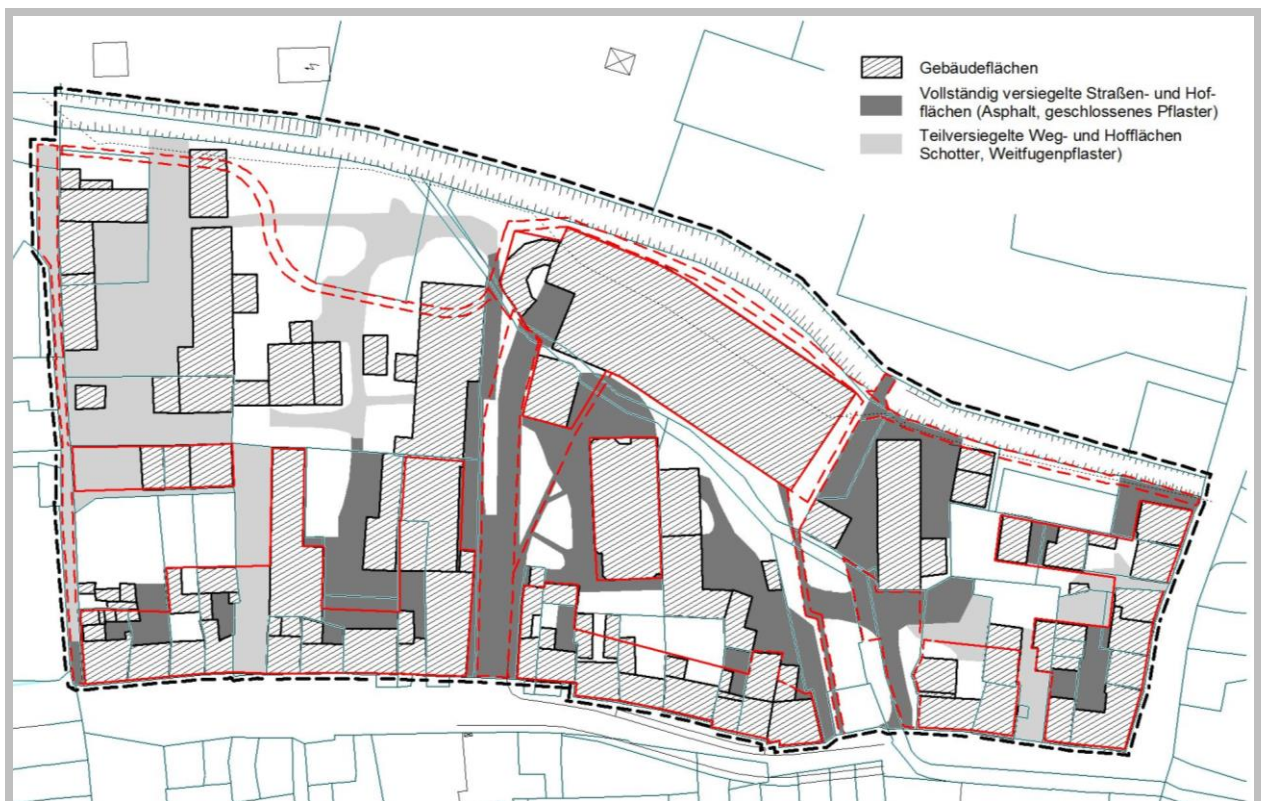 Gebäudeflächen
Vollständig versiegelte Straßen- und Hof-
flächen (Asphalt, geschlossenes Pflaster)
Teilversiegelte Weg- und Hofflächen
Schotter, Weitfugenpflaster)